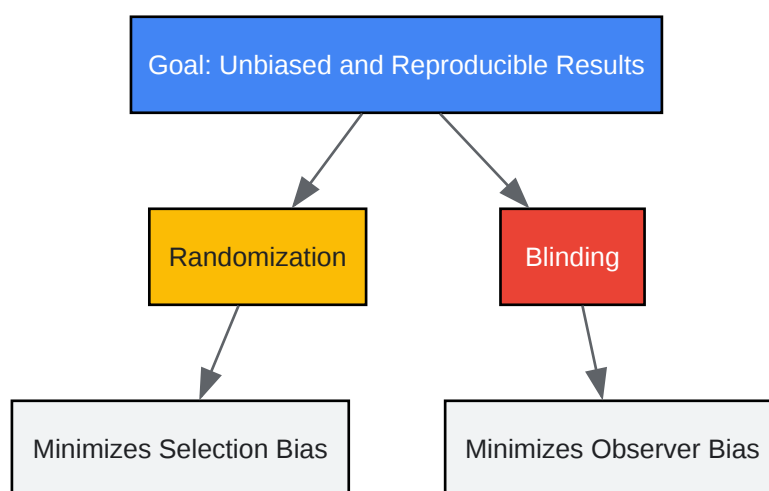 Goal: Unbiased and Reproducible Results
Randomization
Blinding
Minimizes Selection Bias
Minimizes Observer Bias